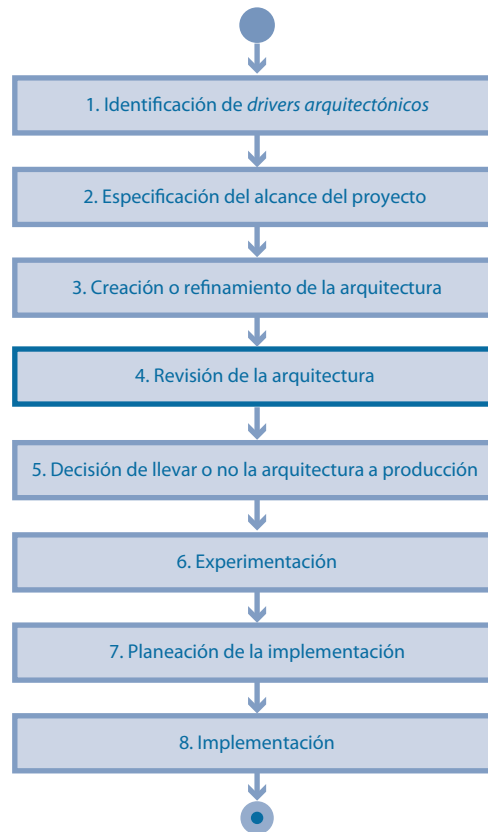 1. Identificación de drivers arquitectónicos
2. Especificación del alcance del proyecto
3. Creación o refinamiento de la arquitectura
4. Revisión de la arquitectura
5. Decisión de llevar o no la arquitectura a producción
6. Experimentación
7. Planeación de la implementación
8. Implementación